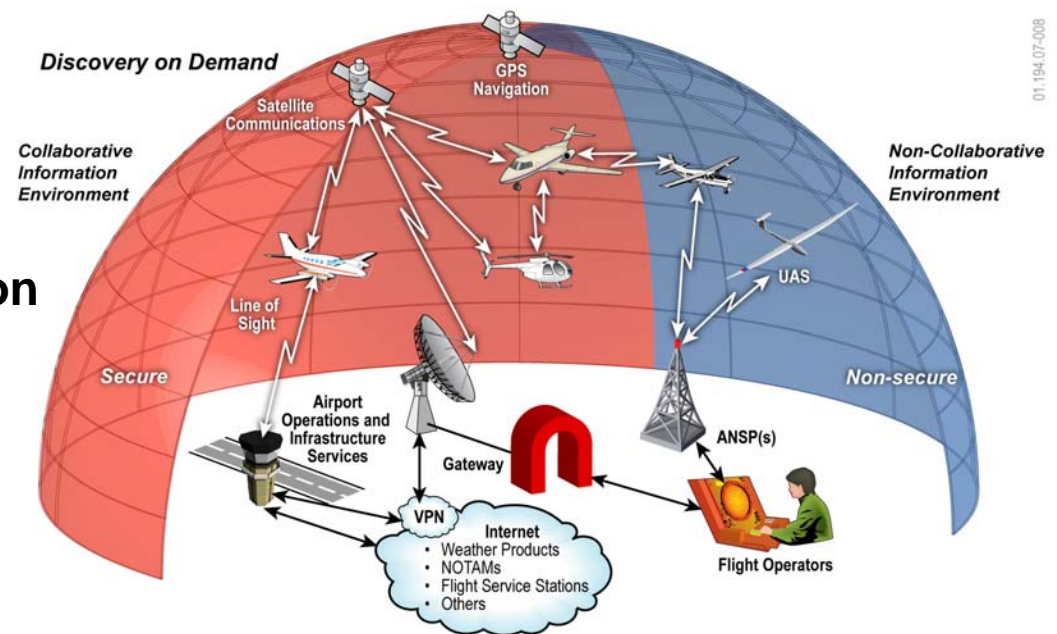 Discovery on Demand
GPS
Navigation
01.194.07-008
Satellite
Communications
Collaborative
Information
Environment
Non-Collaborative
Information
Environment
on
UAS
Line of
Sight
Secure
Non-secure
Airport
Operations and
Infrastructure
Services
Gateway
ANSP(s)
VPN
Internet
• Weather Products
• NOTAMs
• Flight Service Stations
• Others
Flight Operators